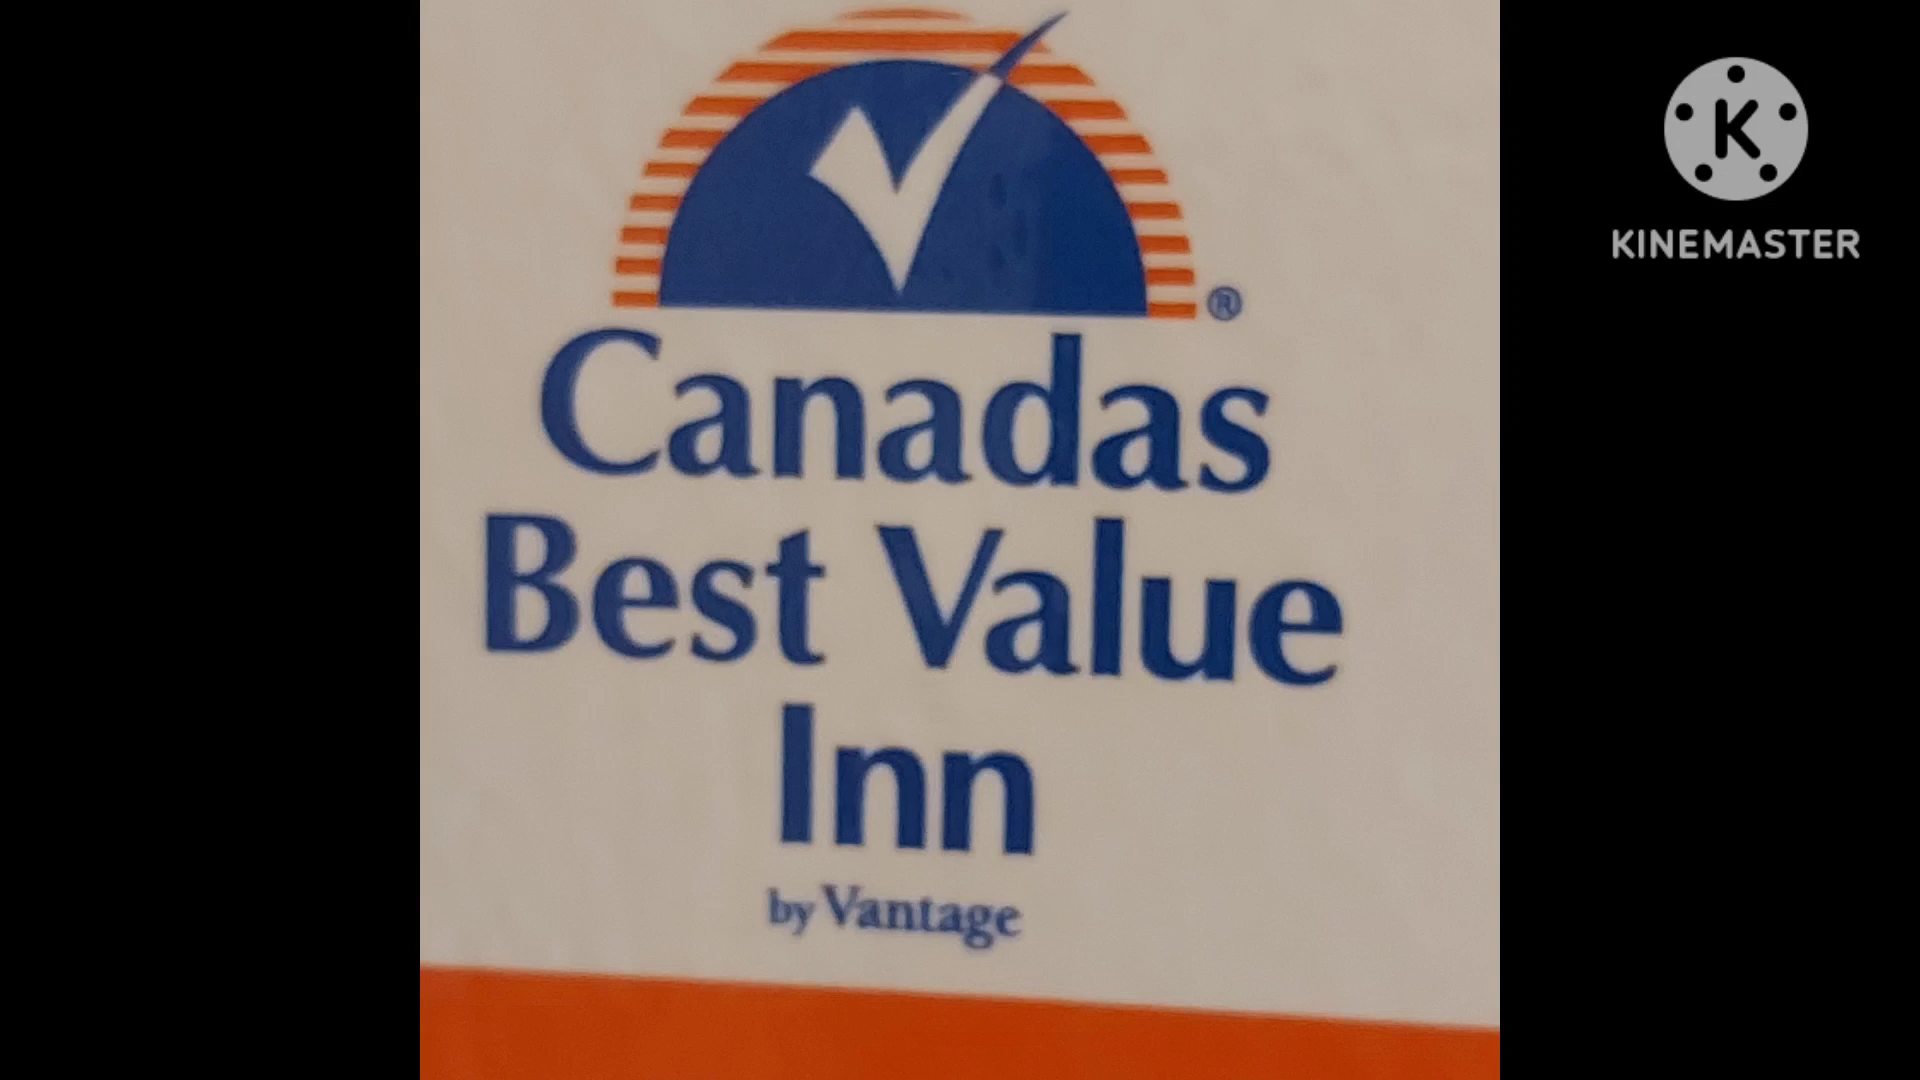 ®
Canadas
Best Value
Inn
by Vantage
K
KINEMASTER